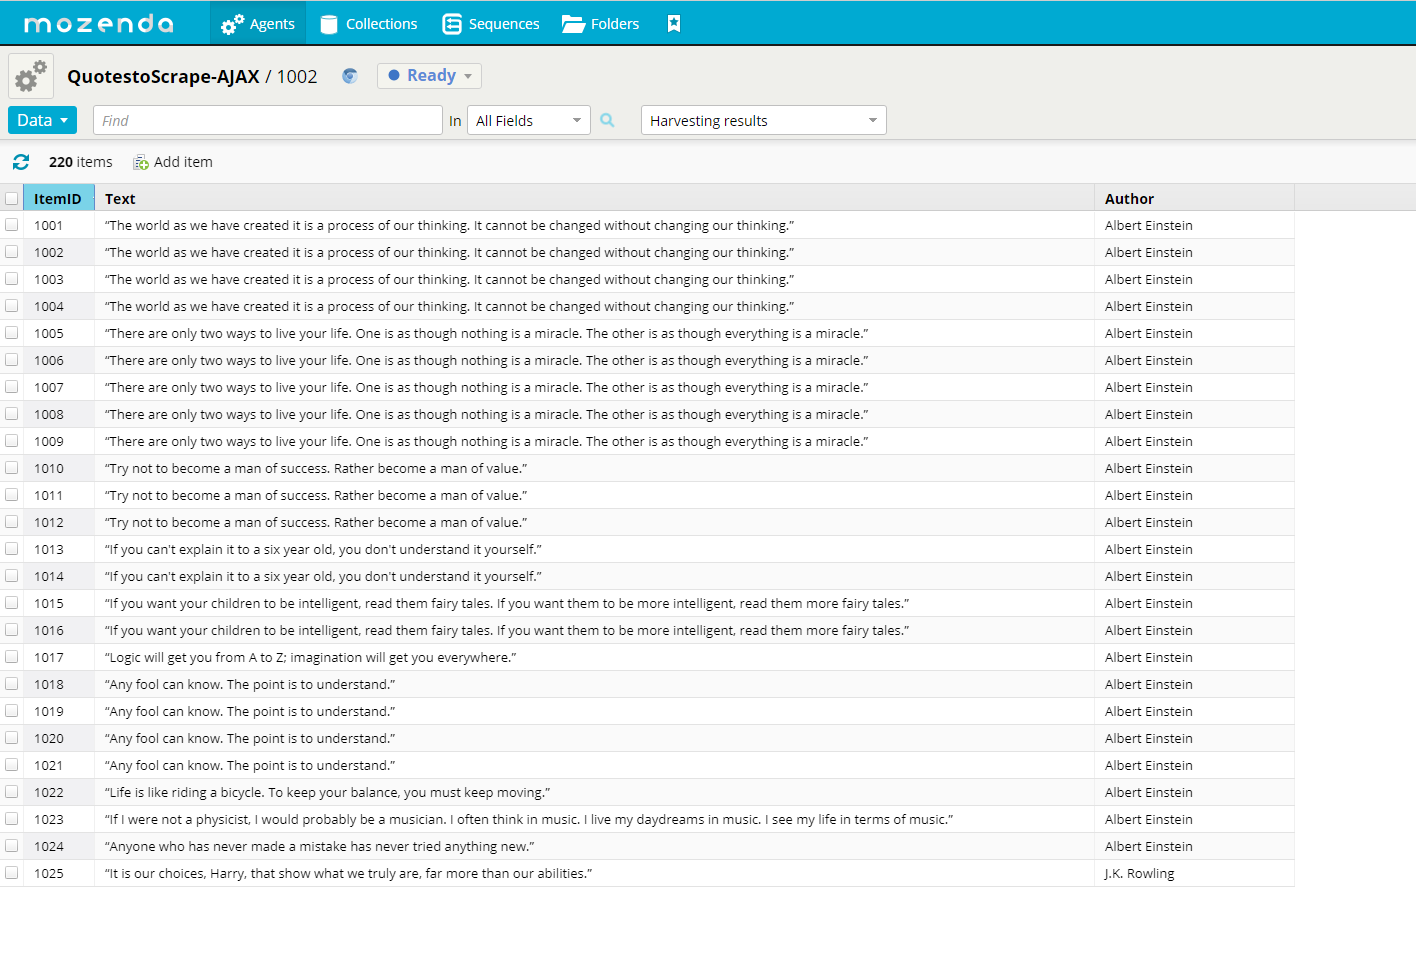 mozenda Agents Collections Sequences Folders
QuotestoScrape-AJAX / 1002 Ready
Data Find In All Fields Harvesting results
220 items Add item
ItemID Text Author
1001 “The world as we have created it is a process of our thinking. It cannot be changed without changing our thinking.” Albert Einstein
1002 “The world as we have created it is a process of our thinking. It cannot be changed without changing our thinking.” Albert Einstein
1003 “The world as we have created it is a process of our thinking. It cannot be changed without changing our thinking.” Albert Einstein
1004 “The world as we have created it is a process of our thinking. It cannot be changed without changing our thinking.” Albert Einstein
1005 “There are only two ways to live your life. One is as though nothing is a miracle. The other is as though everything is a miracle.” Albert Einstein
1006 “There are only two ways to live your life. One is as though nothing is a miracle. The other is as though everything is a miracle.” Albert Einstein
1007 “There are only two ways to live your life. One is as though nothing is a miracle. The other is as though everything is a miracle.” Albert Einstein
1008 “There are only two ways to live your life. One is as though nothing is a miracle. The other is as though everything is a miracle.” Albert Einstein
1009 “There are only two ways to live your life. One is as though nothing is a miracle. The other is as though everything is a miracle.” Albert Einstein
1010 “Try not to become a man of success. Rather become a man of value.” Albert Einstein
1011 “Try not to become a man of success. Rather become a man of value.” Albert Einstein
1012 “Try not to become a man of success. Rather become a man of value.” Albert Einstein
1013 “If you can't explain it to a six year old, you don't understand it yourself.” Albert Einstein
1014 “If you can't explain it to a six year old, you don't understand it yourself.” Albert Einstein
1015 “If you want your children to be intelligent, read them fairy tales. If you want them to be more intelligent, read them more fairy tales.” Albert Einstein
1016 “If you want your children to be intelligent, read them fairy tales. If you want them to be more intelligent, read them more fairy tales.” Albert Einstein
1017 “Logic will get you from A to Z; imagination will get you everywhere.” Albert Einstein
1018 “Any fool can know. The point is to understand.” Albert Einstein
1019 “Any fool can know. The point is to understand.” Albert Einstein
1020 “Any fool can know. The point is to understand.” Albert Einstein
1021 “Any fool can know. The point is to understand.” Albert Einstein
1022 “Life is like riding a bicycle. To keep your balance, you must keep moving.” Albert Einstein
1023 “If I were not a physicist, I would probably be a musician. I often think in music. I live my daydreams in music. I see my life in terms of music.” Albert Einstein
1024 “Anyone who has never made a mistake has never tried anything new.” Albert Einstein
1025 “It is our choices, Harry, that show what we truly are, far more than our abilities.” J.K. Rowling